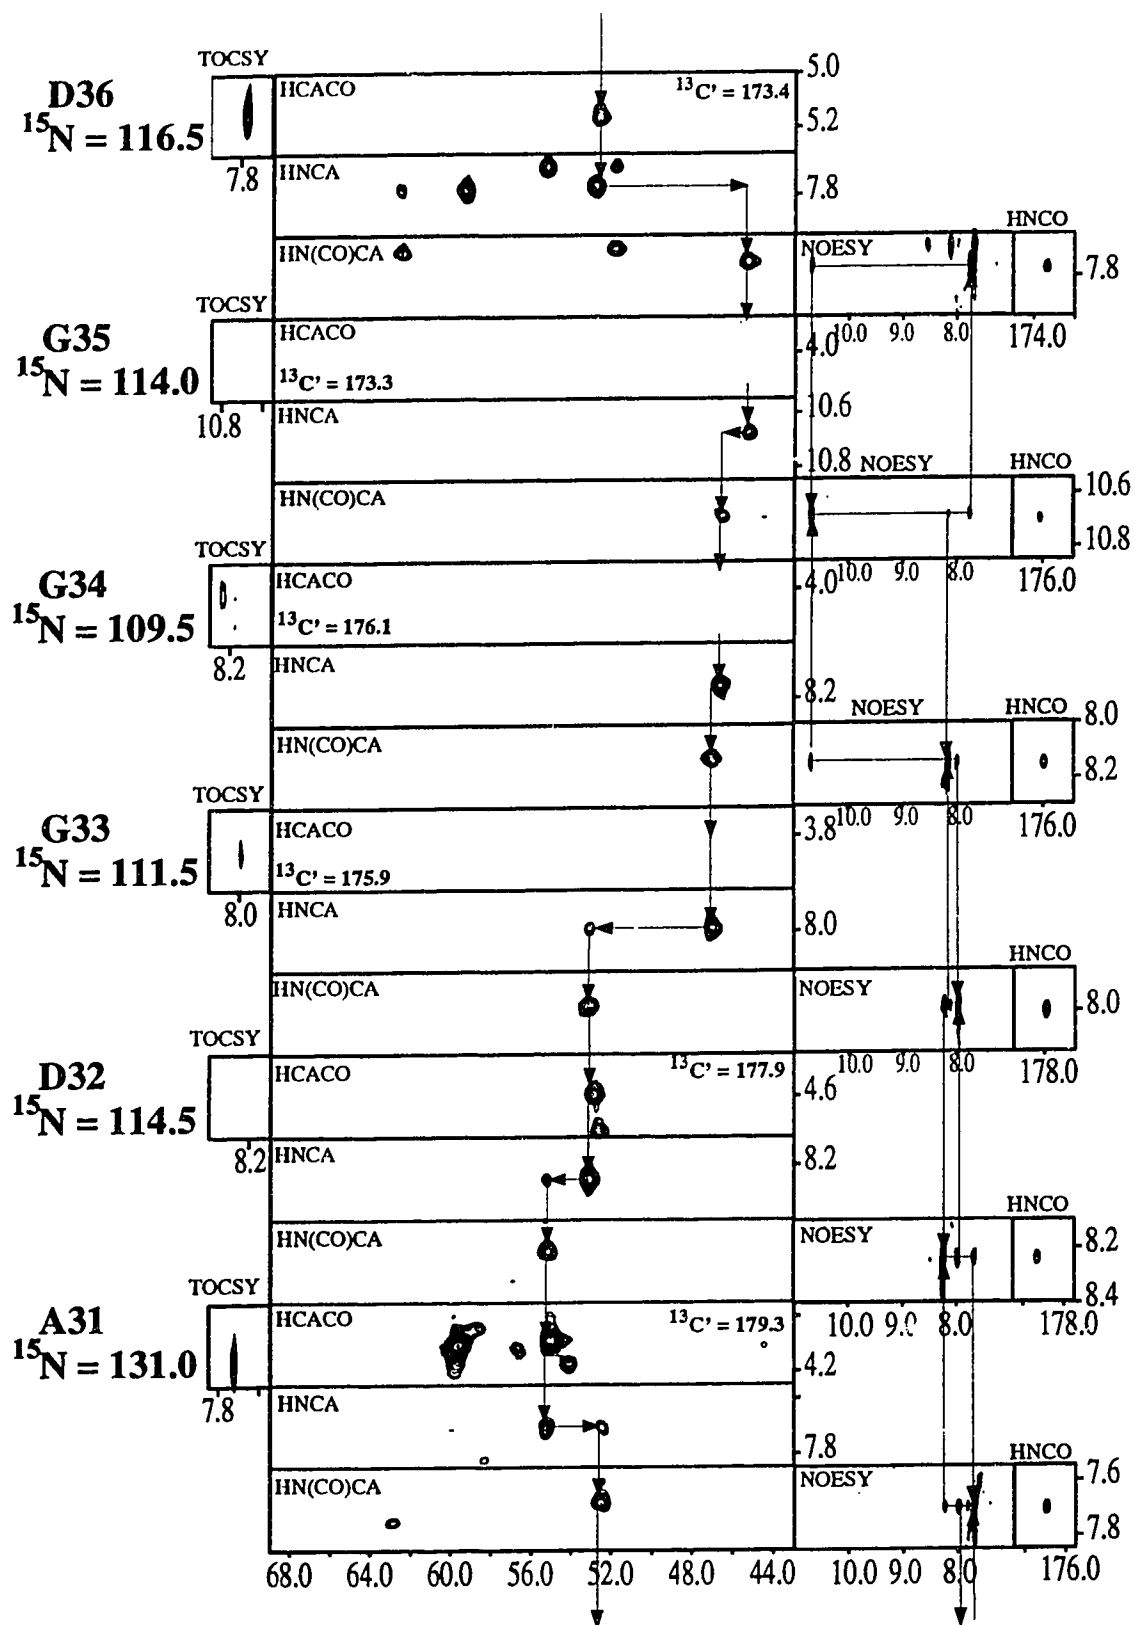 TOCSY
5.0
D36
15N = 116.5
HCACO
13C' = 173.4
5.2
7.8
HNCA
7.8
HNCO
HN(CO)CA
NOESY
7.8
TOCSY
10.0 9.0 8.0 174.0
G35
15N = 114.0
HCACO
4.0
13C' = 173.3
10.8
HNCA
10.6
10.8
NOESY
HNCO
HN(CO)CA
10.6
10.8
TOCSY
10.0 9.0 8.0 176.0
G34
15N = 109.5
HCACO
4.0
13C' = 176.1
8.2
HNCA
8.2
NOESY
HNCO
8.0
HN(CO)CA
8.2
TOCSY
10.0 9.0 8.0 176.0
G33
15N = 111.5
HCACO
3.8
13C' = 175.9
8.0
HNCA
8.0
HNCO
HN(CO)CA
NOESY
8.0
TOCSY
10.0 9.0 8.0 178.0
D32
15N = 114.5
HCACO
13C' = 177.9
4.6
8.2
HNCA
8.2
HNCO
HN(CO)CA
NOESY
8.2
8.4
TOCSY
10.0 9.0 8.0 178.0
A31
15N = 131.0
HCACO
13C' = 179.3
4.2
7.8
HNCA
7.8
HNCO
HN(CO)CA
NOESY
7.6
7.8
68.0 64.0 60.0 56.0 52.0 48.0 44.0 10.0 9.0 8.0 176.0